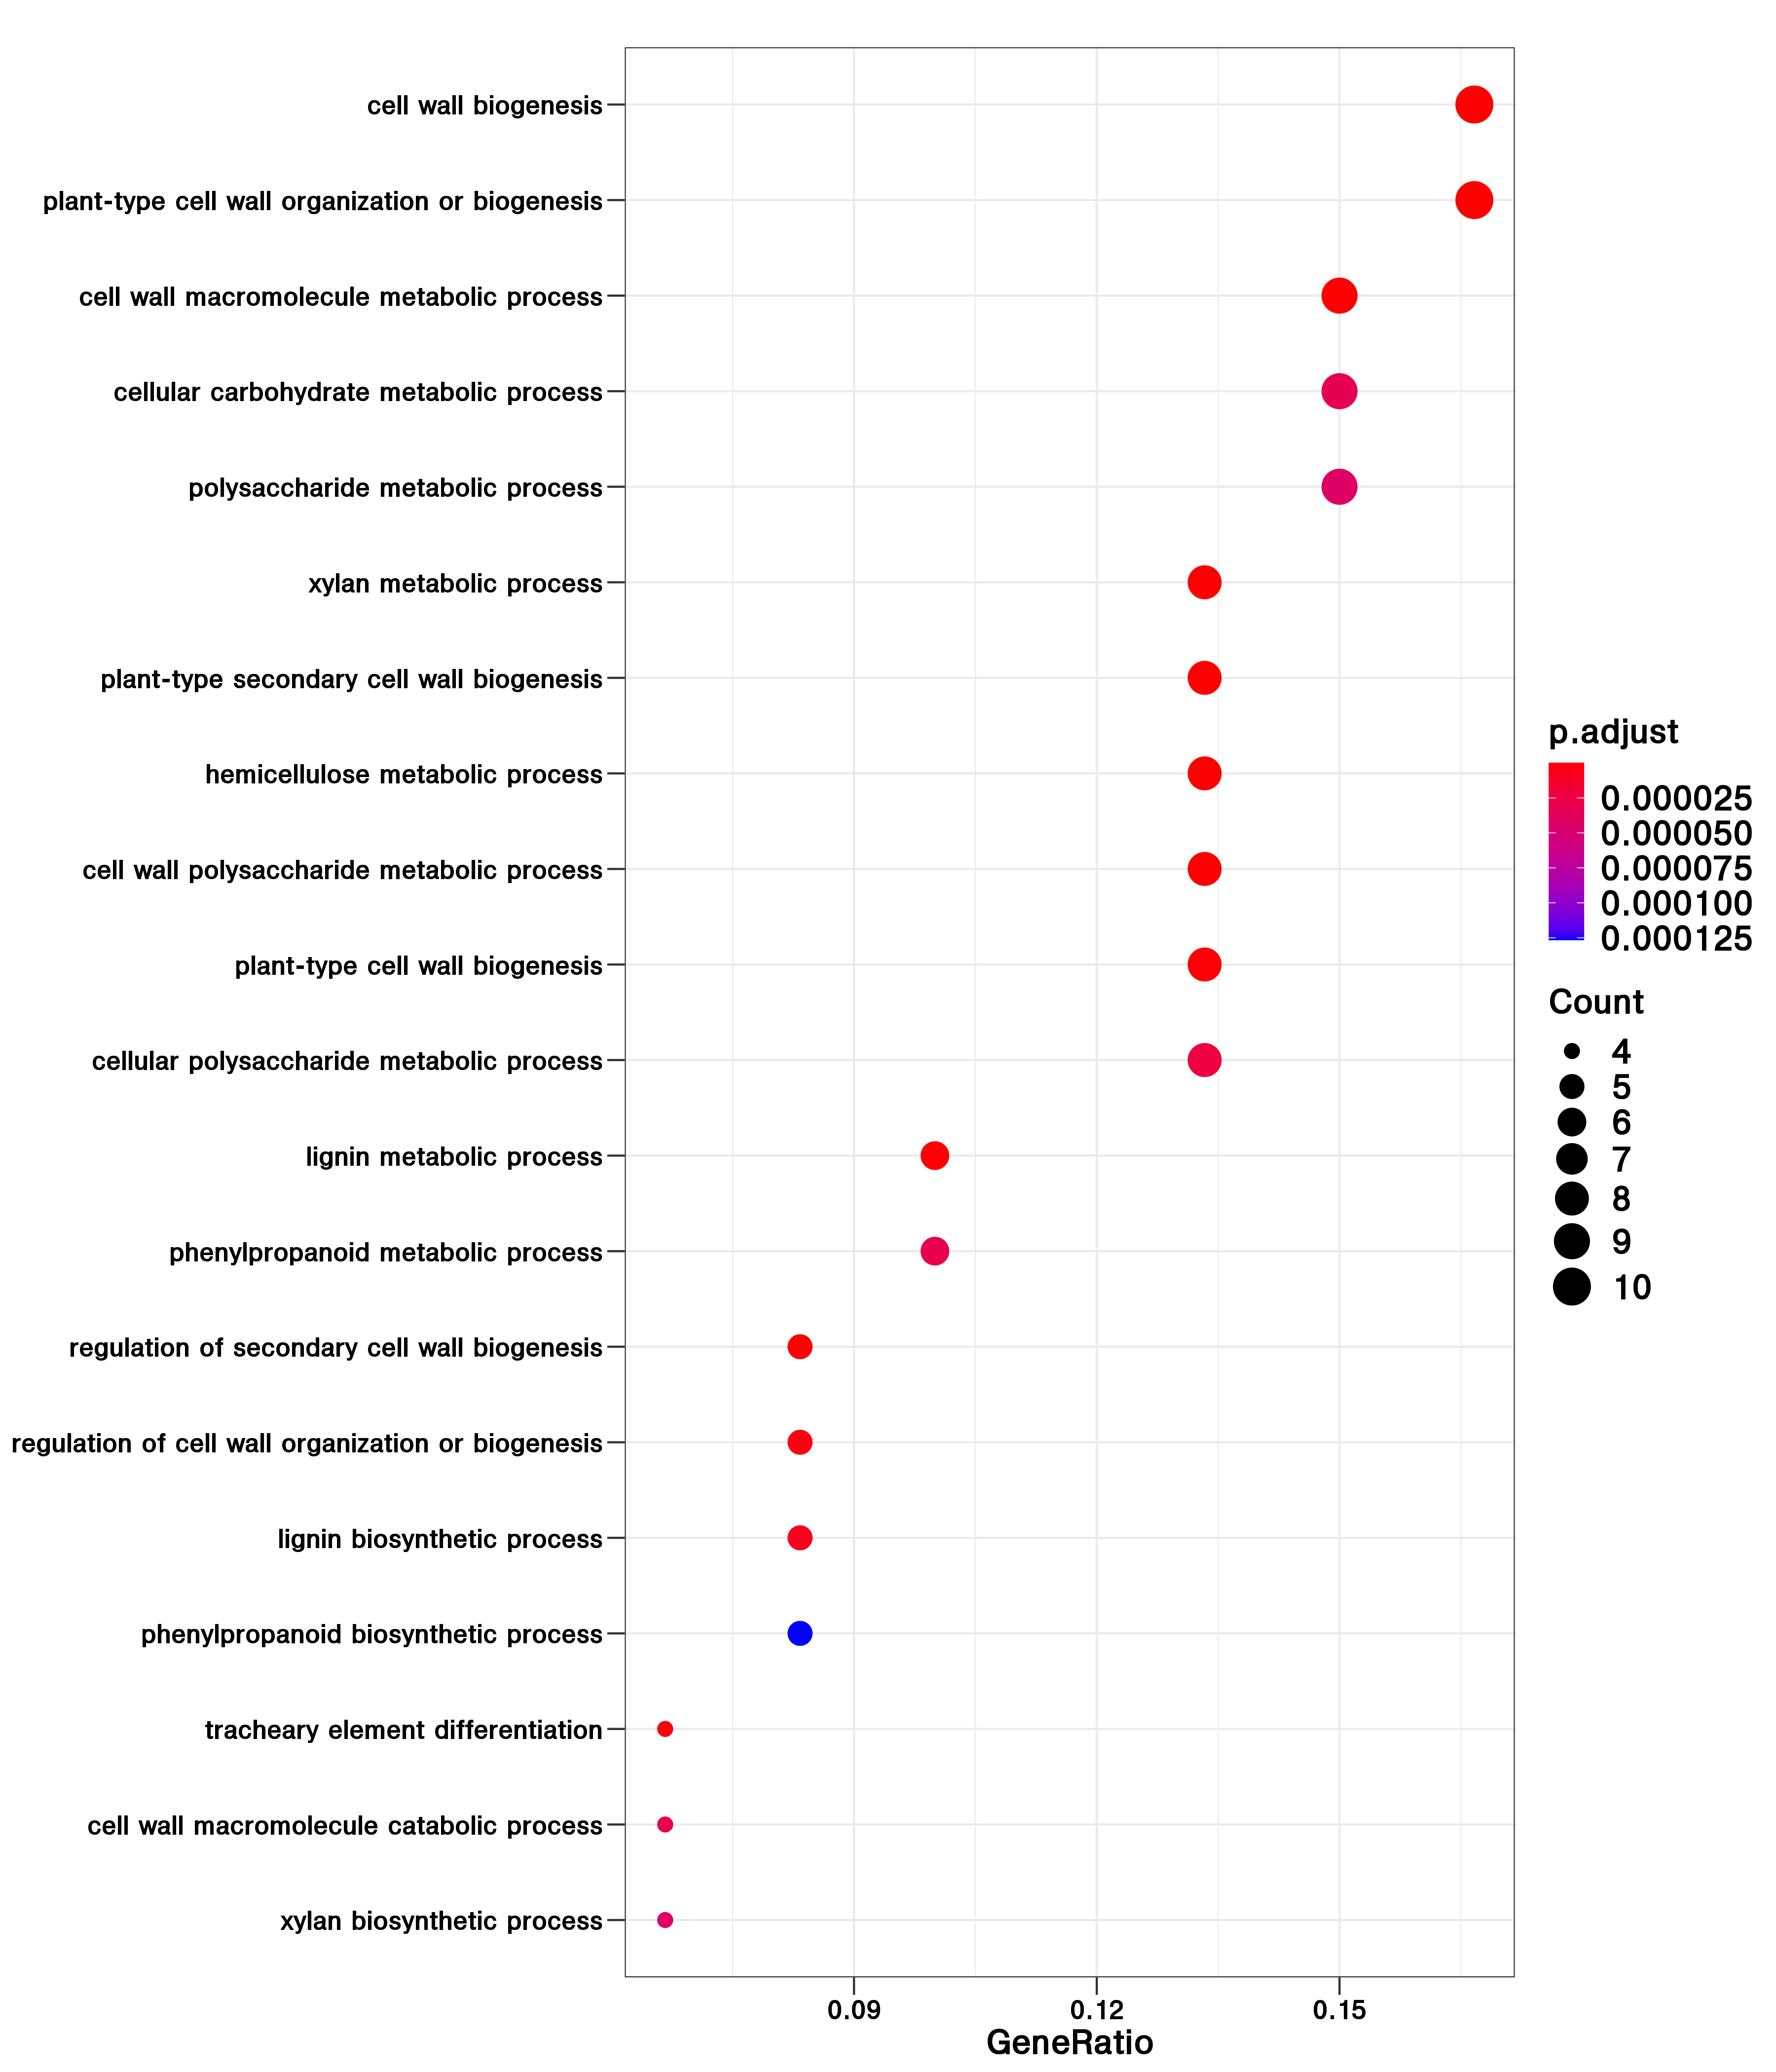 cell wall biogenesis
plant-type cell wall organization or biogenesis
cell wall macromolecule metabolic process
cellular carbohydrate metabolic process
polysaccharide metabolic process
xylan metabolic process
plant-type secondary cell wall biogenesis
hemicellulose metabolic process
cell wall polysaccharide metabolic process
plant-type cell wall biogenesis
cellular polysaccharide metabolic process
lignin metabolic process
phenylpropanoid metabolic process
regulation of secondary cell wall biogenesis
regulation of cell wall organization or biogenesis
lignin biosynthetic process
phenylpropanoid biosynthetic process
tracheary element differentiation
cell wall macromolecule catabolic process
xylan biosynthetic process
0.09 0.12 0.15
GeneRatio
p.adjust
0.000025
0.000050
0.000075
0.000100
0.000125
Count
4
5
6
7
8
9
10